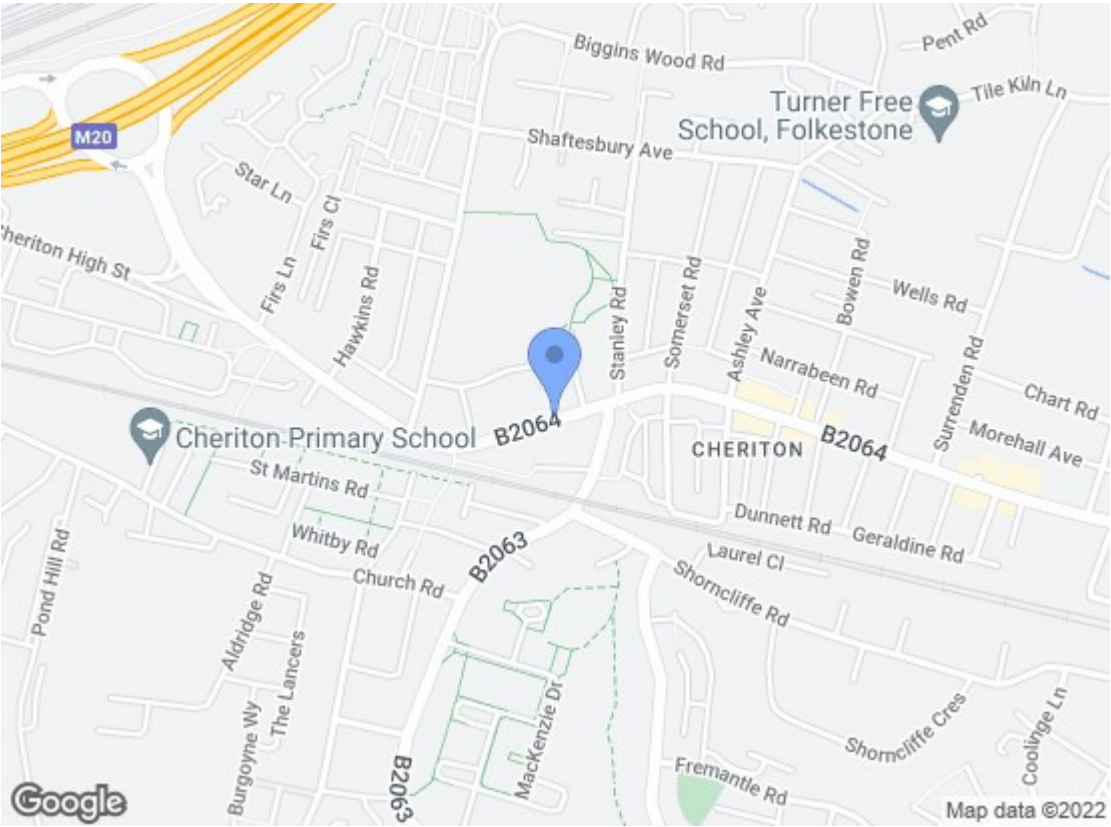 Biggins Wood Rd
Pent Rd
Turner Free
School, Folkestone
Tile Kiln Ln
M20
Shaftesbury Ave
Star Ln
Firs Cl
Cheriton High St
Firs Ln
Hawkins Rd
Stanley Rd
Somerset Rd
Ashley Ave
Bowen Rd
Wells Rd
Narrabeen Rd
Surrenden Rd
Chart Rd
Morehall Ave
B2064
Cheriton Primary School
CHERITON
B2064
St Martins Rd
Whitby Rd
Church Rd
B2063
Dunnett Rd
Geraldine Rd
Laurel Cl
Shorncliffe Rd
Pond Hill Rd
Aldridge Rd
The Lancers
Burgoyne Wy
MacKenzie Dr
B2063
Shorncliffe Cres
Coolinge Ln
Fremantle Rd
Google
Map data ©2022